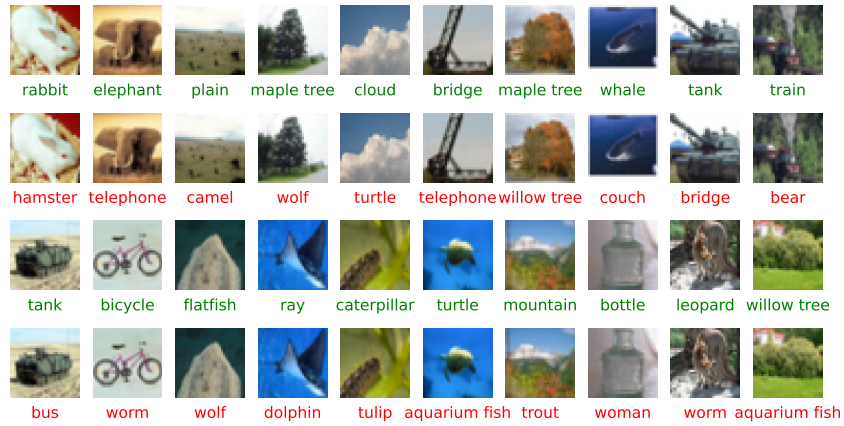 rabbit elephant plain maple tree cloud bridge maple tree whale tank train
hamster telephone camel wolf turtle telephone willow tree couch bridge bear
tank bicycle flatfish ray caterpillar turtle mountain bottle leopard willow tree
bus worm wolf dolphin tulip aquarium fish trout woman worm aquarium fish